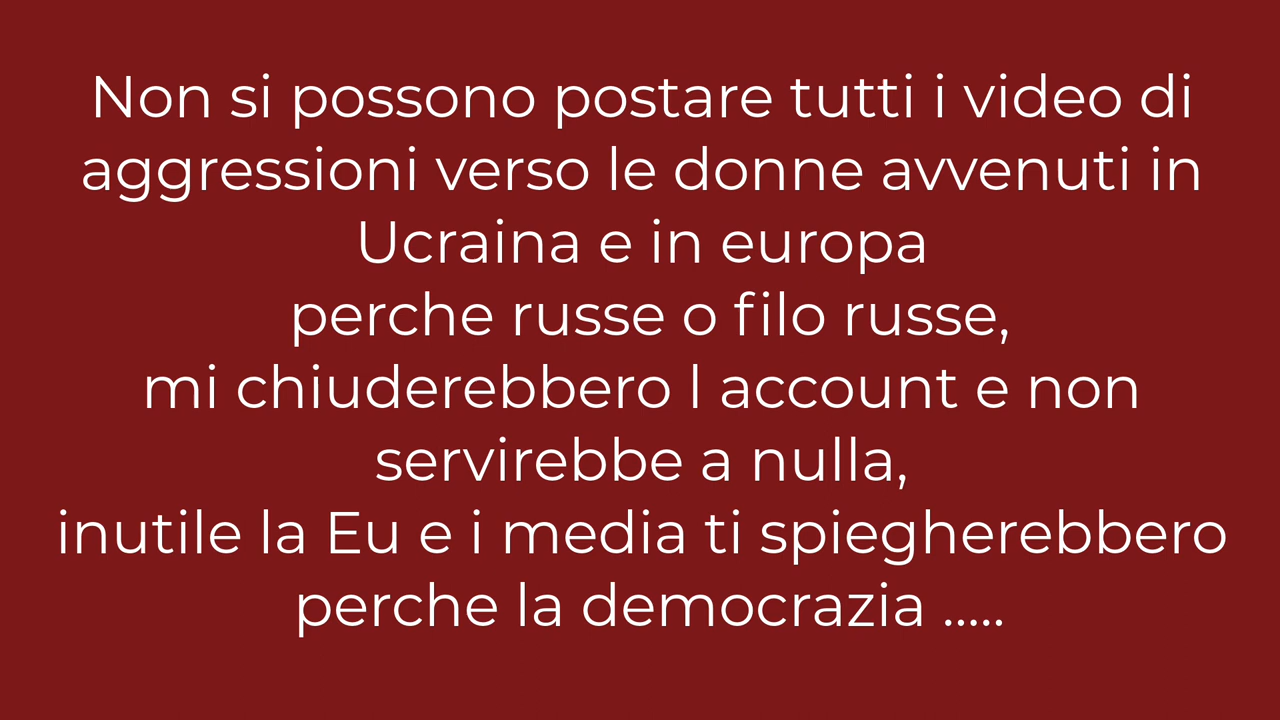 Non si possono postare tutti i video di
aggressioni verso le donne avvenuti in
Ucraina e in europa
perche russe o filo russe,
mi chiuderebbero l account e non
servirebbe a nulla,
inutile la Eu e i media ti spiegherebbero
perche la democrazia .....